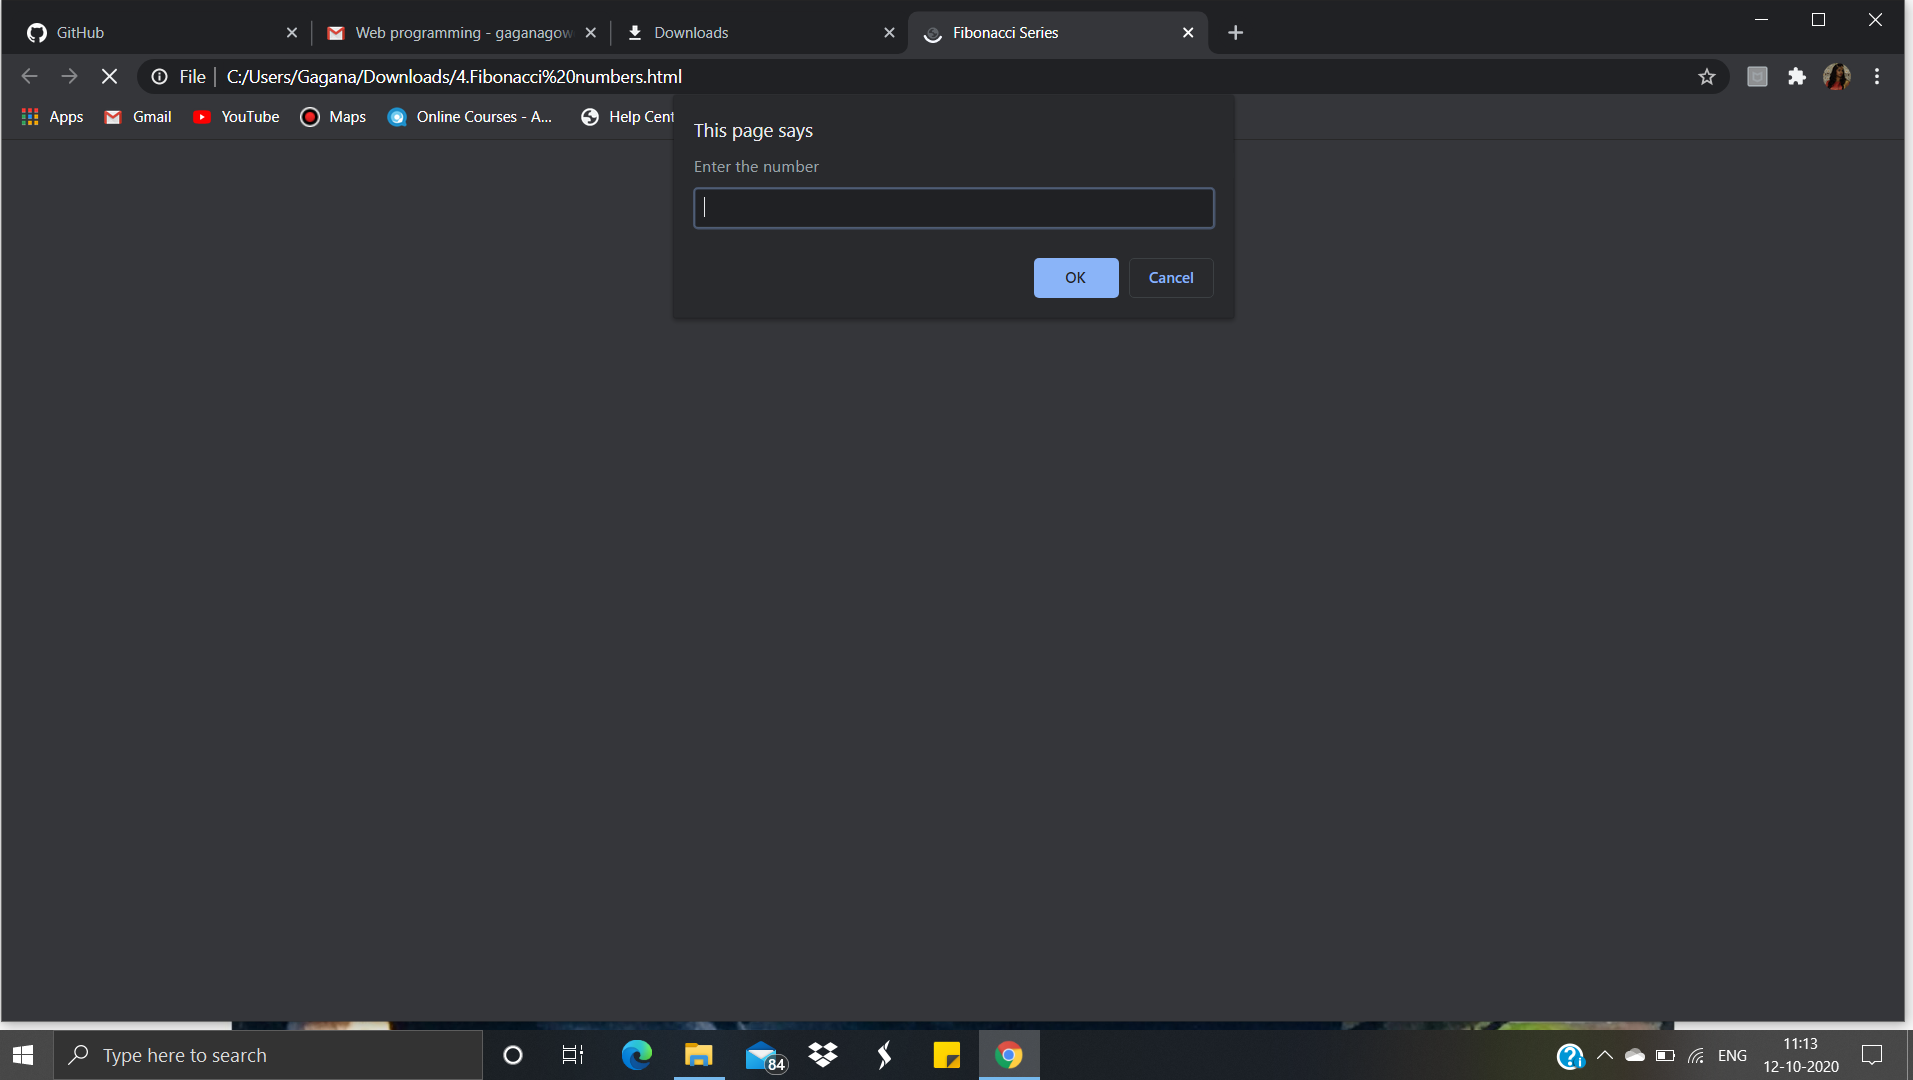 GitHub
Web programming - gaganagow
Downloads
Fibonacci Series
File
C:/Users/Gagana/Downloads/4.Fibonacci%20numbers.html
Apps
Gmail
YouTube
Maps
Online Courses - A...
Help Cent
This page says
Enter the number
OK
Cancel
Type here to search
84
ENG
11:13
12-10-2020